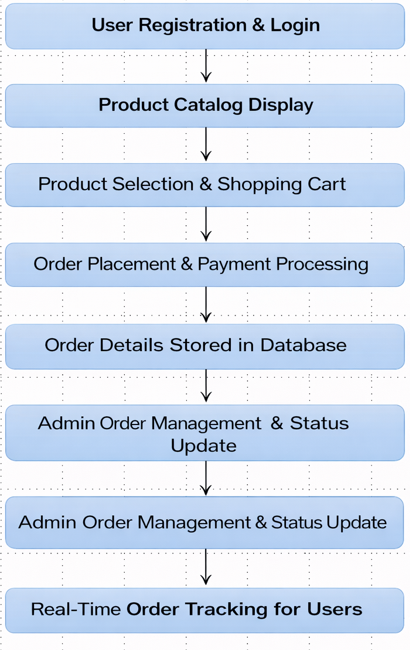 User Registration & Login
Product Catalog Display
Product Selection & Shopping Cart
Order Placement & Payment Processing
Order Details Stored in Database
Admin Order Management & Status
Update
Admin Order Management & Status Update
Real-Time Order Tracking for Users